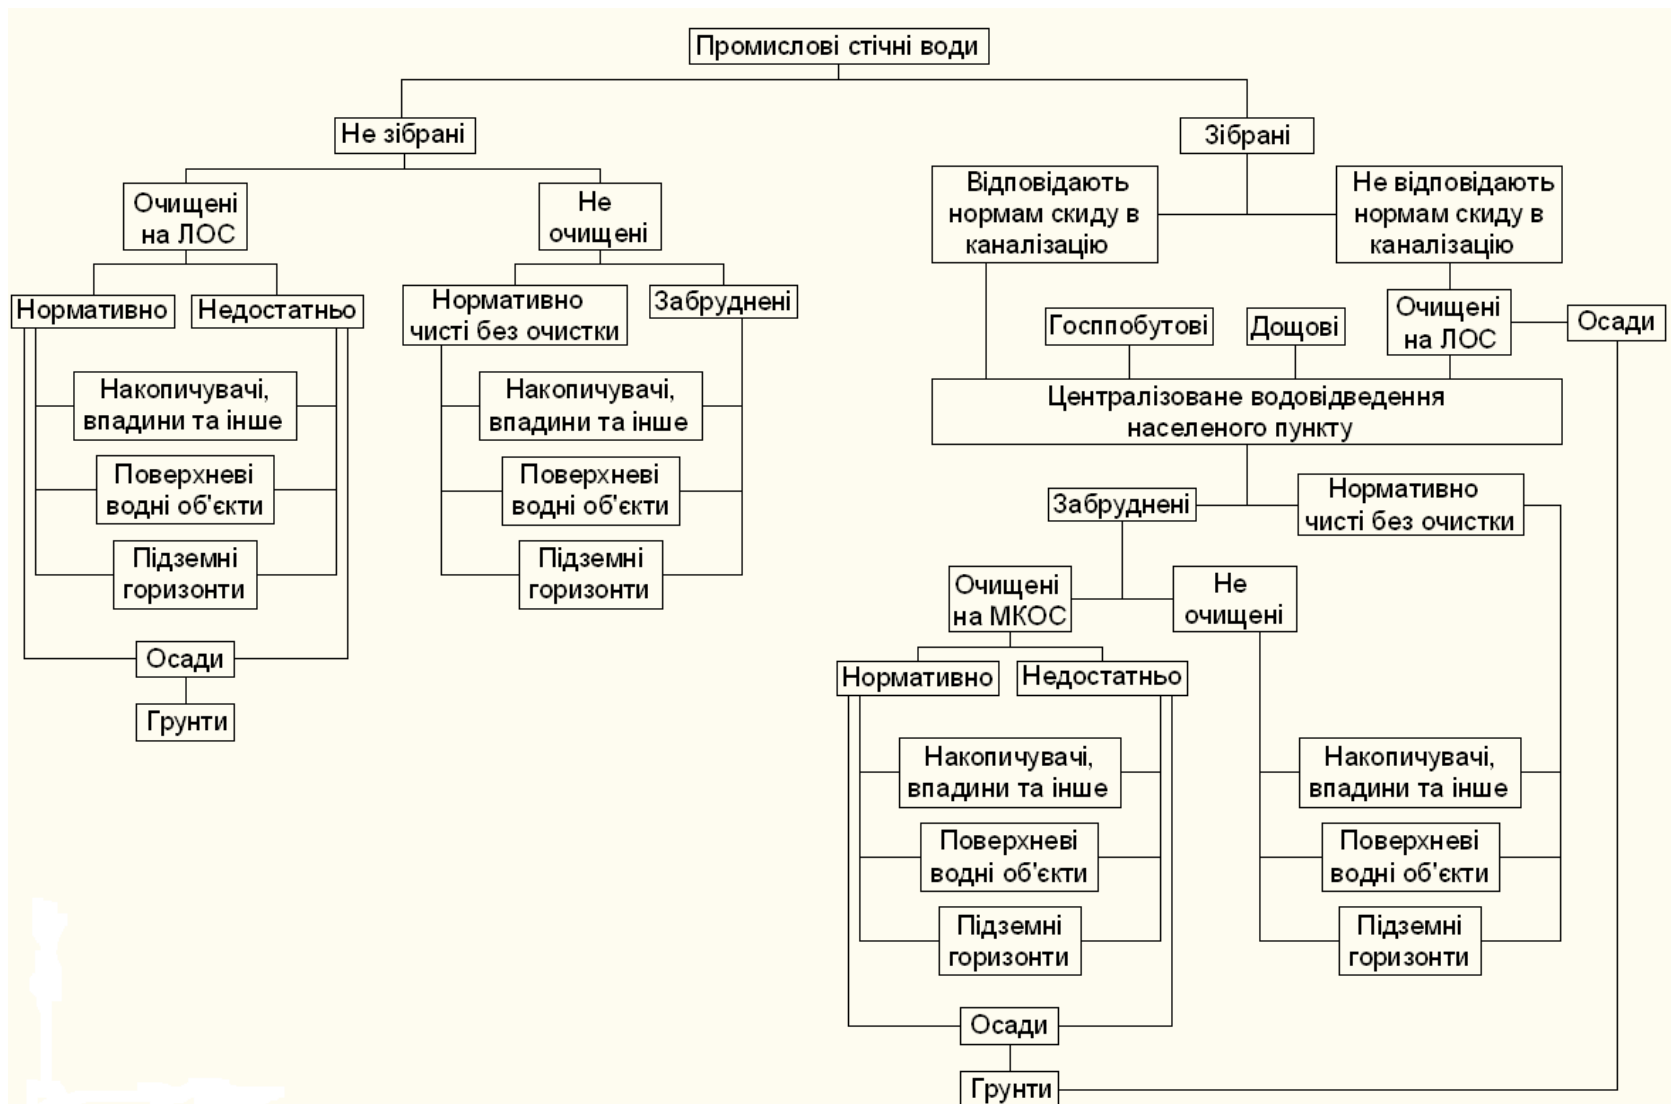 Промислові стічні води
Не зібрані
Зібрані
Очищені
на ЛОС
Не
очищені
Відповідають
нормам скиду в
каналізацію
Не відповідають
нормам скиду в
каналізацію
Нормативно
Недостатньо
Нормативно
чисті без очистки
Забруднені
Госппобутові
Дощові
Очищені
на ЛОС
Осади
Накопичувачі,
впадини та інше
Поверхневі
водні об'єкти
Підземні
горизонти
Осади
Грунти
Накопичувачі,
впадини та інше
Поверхневі
водні об'єкти
Підземні
горизонти
Централізоване водовідведення
населеного пункту
Забруднені
Нормативно
чисті без очистки
Очищені
на МКОС
Не
очищені
Нормативно
Недостатньо
Накопичувачі,
впадини та інше
Поверхневі
водні об'єкти
Підземні
горизонти
Накопичувачі,
впадини та інше
Поверхневі
водні об'єкти
Підземні
горизонти
Осади
Грунти